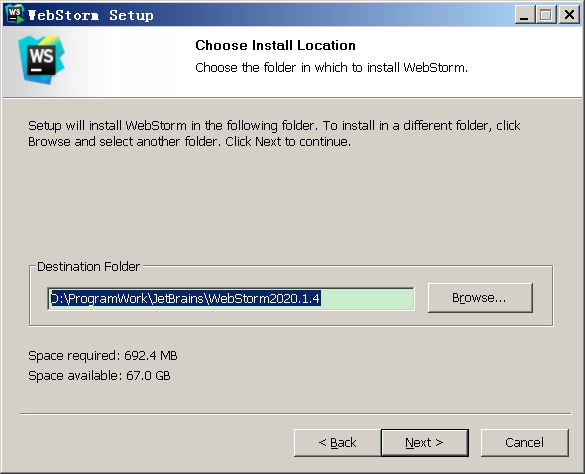 WS WebStorm Setup
WS
Choose Install Location
Choose the folder in which to install WebStorm.
Setup will install WebStorm in the following folder. To install in a different folder, click
Browse and select another folder. Click Next to continue.
Destination Folder
D:\ProgramWork\JetBrains\WebStorm2020.1.4
Browse...
Space required: 692.4 MB
Space available: 67.0 GB
< Back
Next >
Cancel